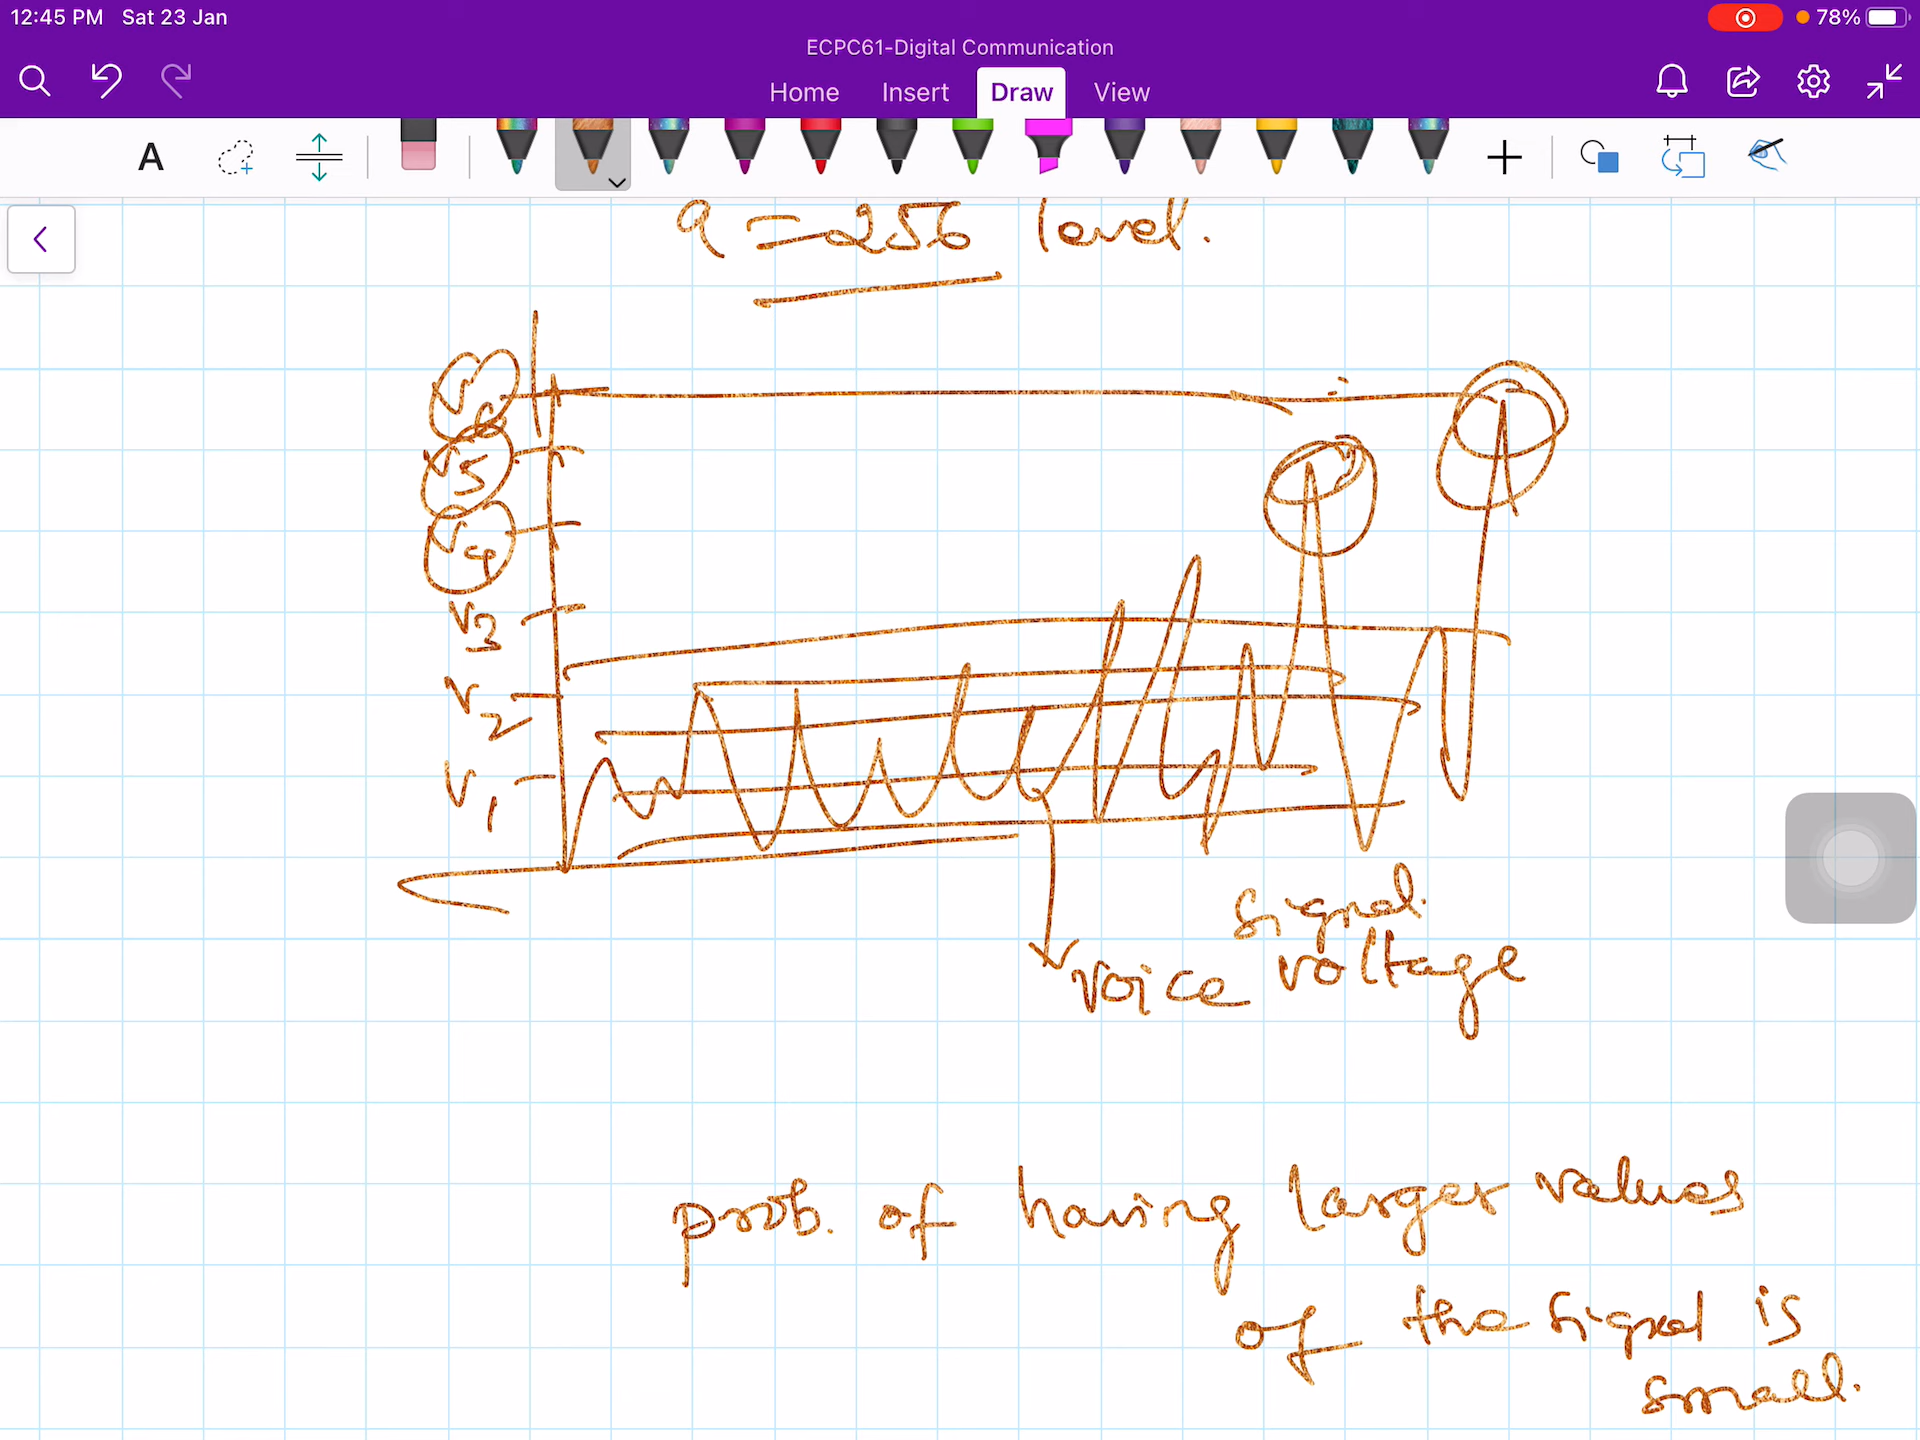 12:45 PM Sat 23 Jan
78%
ECPC61-Digital Communication
Home Insert Draw View
A
q = 256 level.
V6
V5
V4
V3
V2
V1
signal
voice voltage
prob. of having larger values
of the signal is
small.